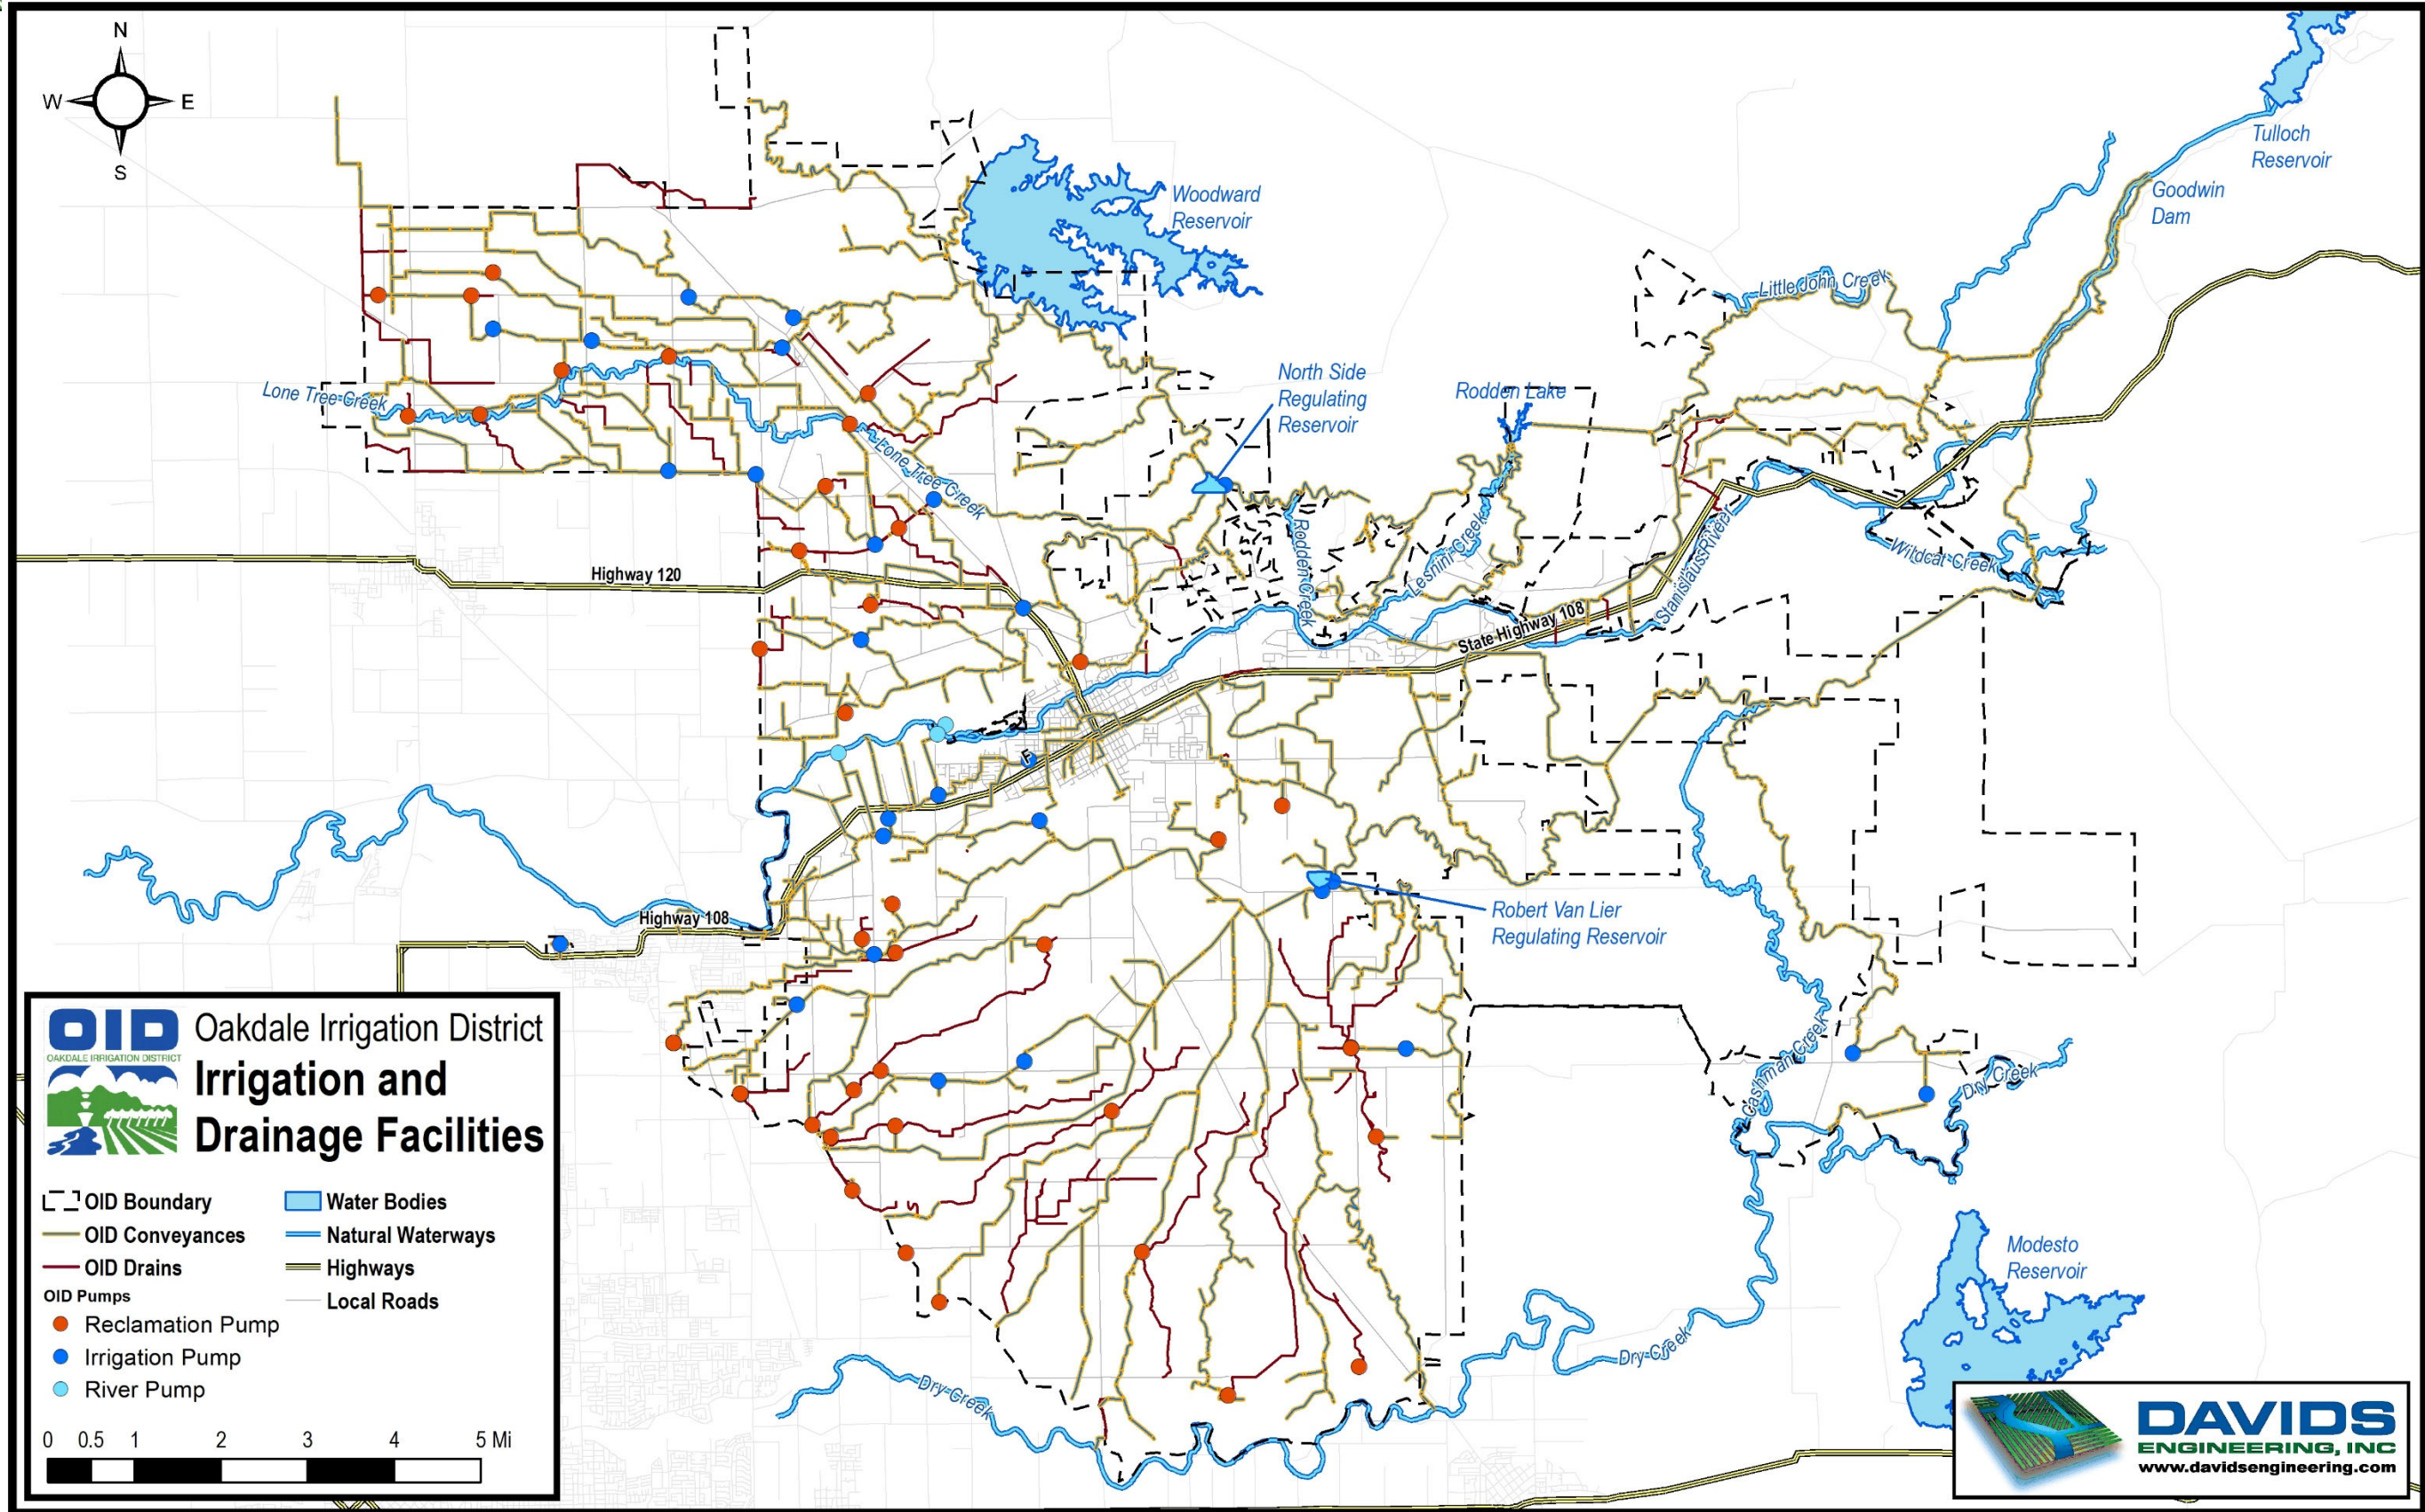 N
W
E
S
Tulloch
Reservoir
Goodwin
Dam
Woodward
Reservoir
Little John Creek
North Side
Regulating
Reservoir
Rodden Lake
Lone Tree Creek
Lone Tree Creek
Rodden Creek
Lesnini Creek
Stanislaus River
Wildcat Creek
Highway 120
State Highway 108
F
Highway 108
Robert Van Lier
Regulating Reservoir
Cashman Creek
Dry Creek
Modesto
Reservoir
Dry Creek
Dry Creek
OID
OAKDALE IRRIGATION DISTRICT
Oakdale Irrigation District
Irrigation and
Drainage Facilities
OID Boundary
OID Conveyances
OID Drains
Water Bodies
Natural Waterways
Highways
Local Roads
OID Pumps
Reclamation Pump
Irrigation Pump
River Pump
0 0.5 1 2 3 4 5 Mi
DAVIDS
ENGINEERING, INC
www.davidsengineering.com